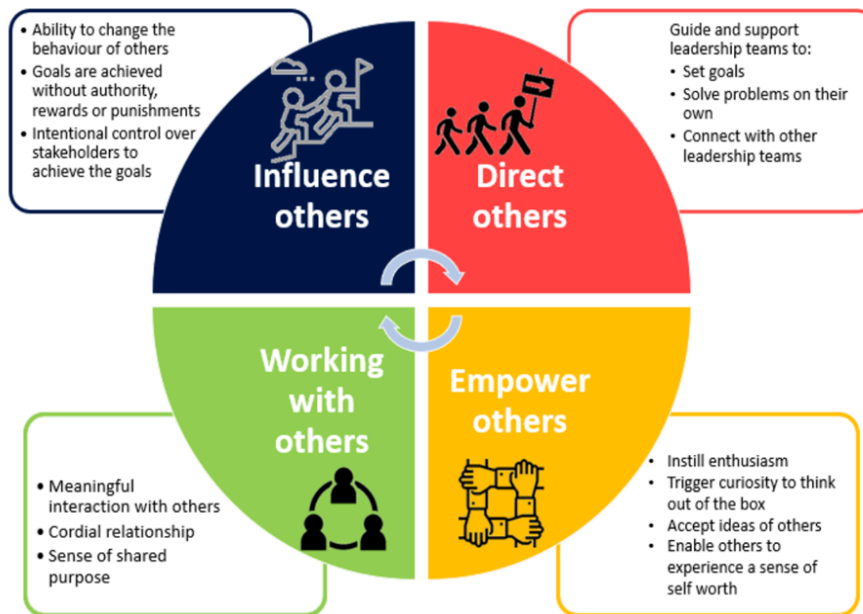 • Ability to change the
behaviour of others
• Goals are achieved
without authority,
rewards or punishments
• Intentional control over
stakeholders to
achieve the goals
Influence
others
Guide and support
leadership teams to:
• Set goals
• Solve problems on their
own
• Connect with other
leadership teams
Direct
others
Working
with
others
• Meaningful
interaction with others
• Cordial relationship
• Sense of shared
purpose
Empower
others
• Instill enthusiasm
• Trigger curiosity to think
out of the box
• Accept ideas of others
• Enable others to
experience a sense of
self worth